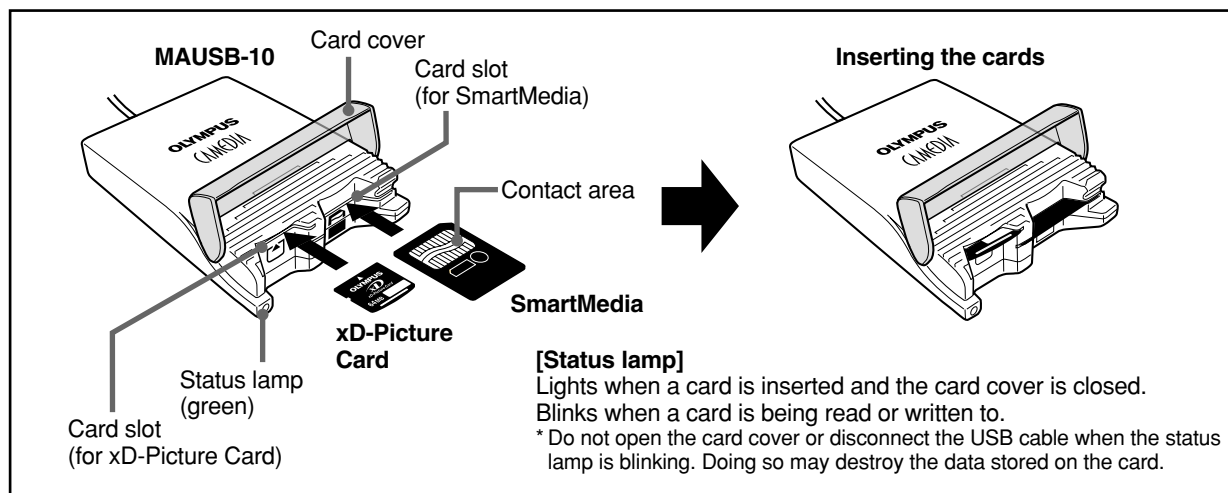 MAUSB-10
Card cover
Card slot
(for SmartMedia)
OLYMPUS
CAMEDIA
Contact area
OLYMPUS
xD
64MB
SmartMedia
xD-Picture
Card
Status lamp
(green)
Card slot
(for xD-Picture Card)
Inserting the cards
OLYMPUS
CAMEDIA
[Status lamp]
Lights when a card is inserted and the card cover is closed.
Blinks when a card is being read or written to.
* Do not open the card cover or disconnect the USB cable when the status
lamp is blinking. Doing so may destroy the data stored on the card.